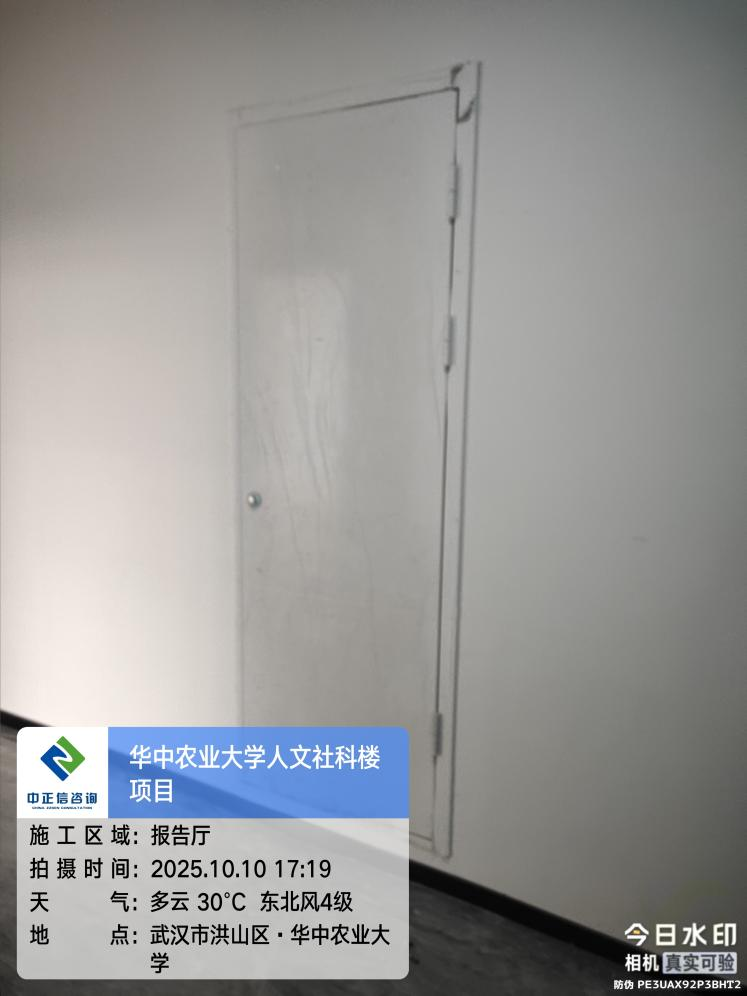 华中农业大学人文社科楼
项目
中正信咨询
施工区域：报告厅
拍摄时间：2025.10.10 17:19
天气：多云 30℃ 东北风4级
地点：武汉市洪山区·华中农业大
学
今日水印
相机 真实可验
防伪 PE3UAX92P3BHT2